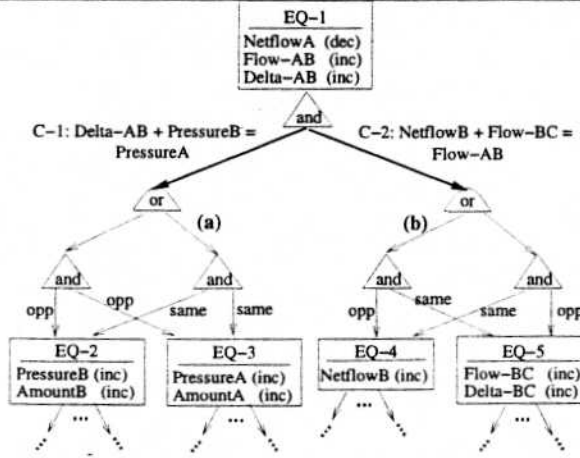 EQ-1
NetflowA (dec)
Flow-AB (inc)
Delta-AB (inc)
and
C-1: Delta-AB + PressureB =
PressureA
C-2: NetflowB + Flow-BC =
Flow-AB
or
(a)
(b)
or
and
and
and
and
opp
opp
same
same
opp
same
same
opp
EQ-2
PressureB (inc)
AmountB (inc)
EQ-3
PressureA (inc)
AmountA (inc)
EQ-4
NetflowB (inc)
EQ-5
Flow-BC (inc)
Delta-BC (inc)
...
...
...
...
...
...
...
...
...
...
...
...